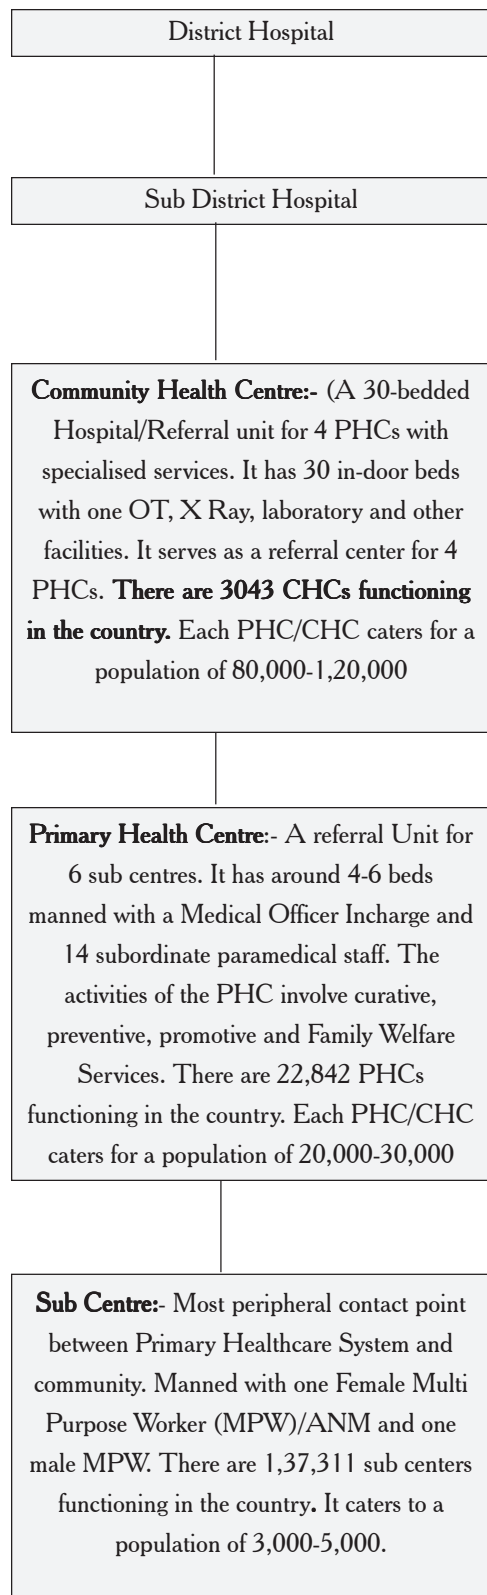 District Hospital
Sub District Hospital
Community Health Centre:- (A 30-bedded
Hospital/Referral unit for 4 PHCs with
specialised services. It has 30 in-door beds
with one OT, X Ray, laboratory and other
facilities. It serves as a referral center for 4
PHCs. There are 3043 CHCs functioning
in the country. Each PHC/CHC caters for a
population of 80,000-1,20,000
Primary Health Centre:- A referral Unit for
6 sub centres. It has around 4-6 beds
manned with a Medical Officer Incharge and
14 subordinate paramedical staff. The
activities of the PHC involve curative,
preventive, promotive and Family Welfare
Services. There are 22,842 PHCs
functioning in the country. Each PHC/CHC
caters for a population of 20,000-30,000
Sub Centre:- Most peripheral contact point
between Primary Healthcare System and
community. Manned with one Female Multi
Purpose Worker (MPW)/ANM and one
male MPW. There are 1,37,311 sub centers
functioning in the country. It caters to a
population of 3,000-5,000.